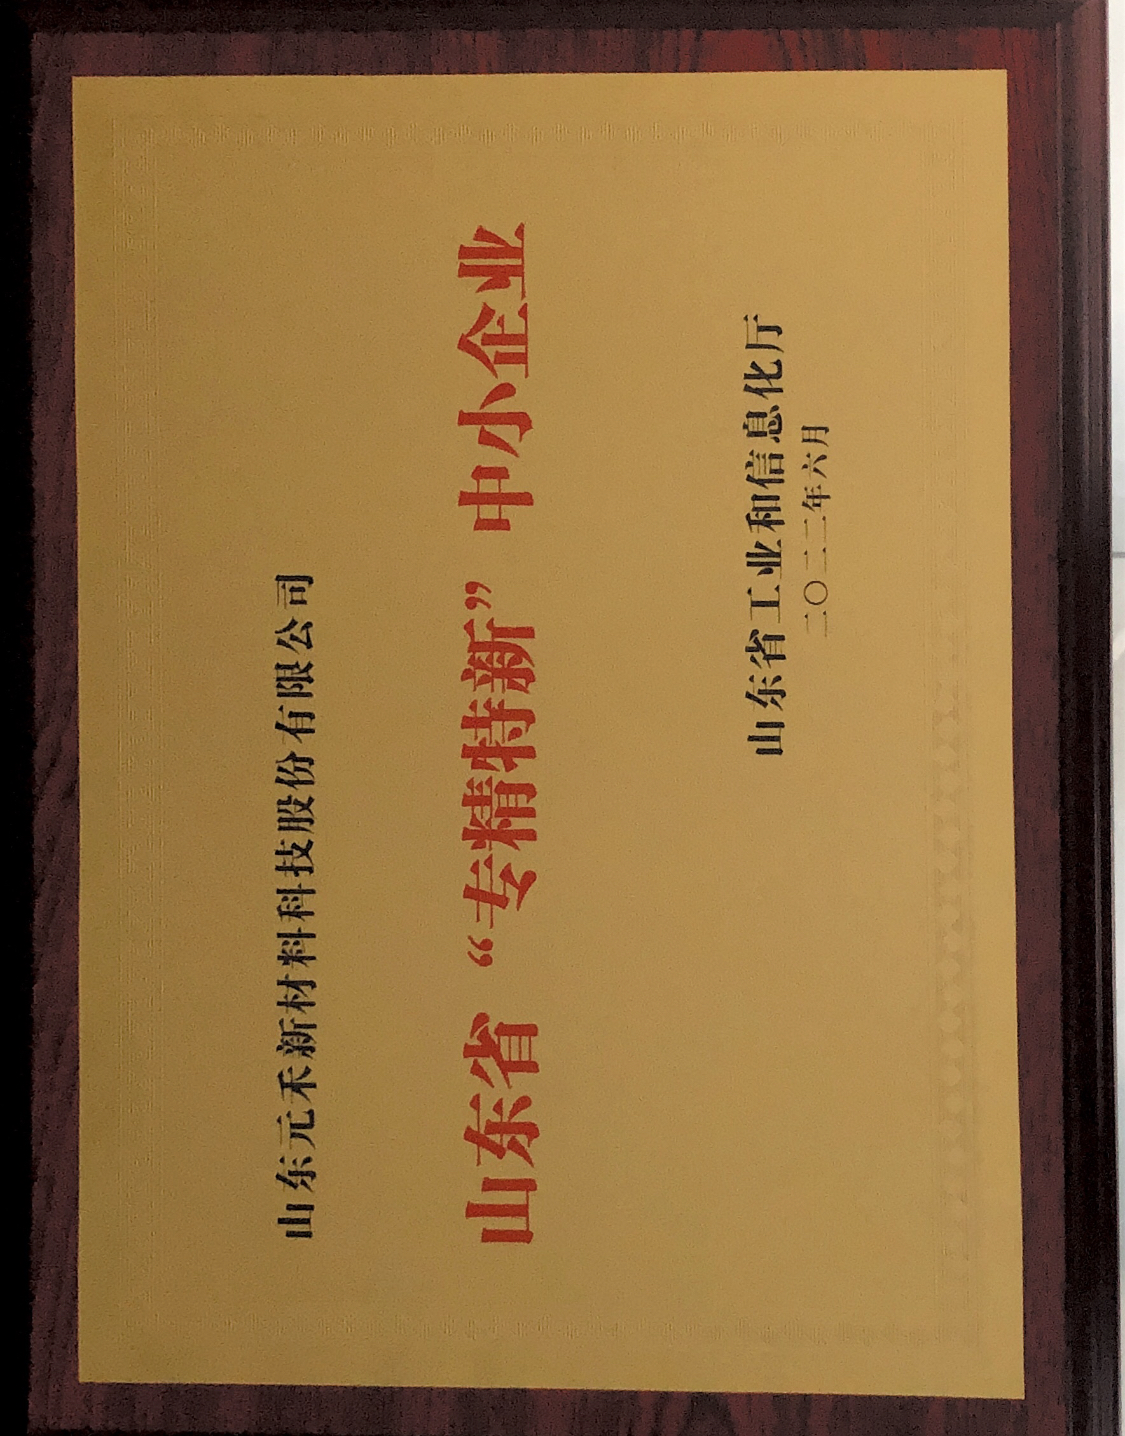 山东元禾新材料科技股份有限公司
山东省“专精特新”中小企业
山东省工业和信息化厅
二〇二二年六月